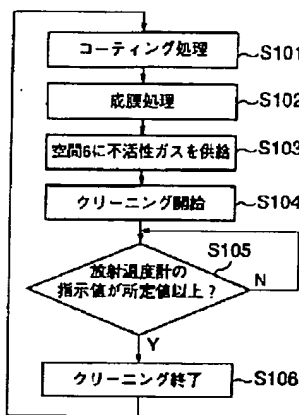 コーティング処理
S101
成膜処理
S102
空間6に不活性ガスを供給
S103
クリーニング開始
S104
放射温度計の
指示値が所定値以上？
S105
N
Y
クリーニング終了
S106